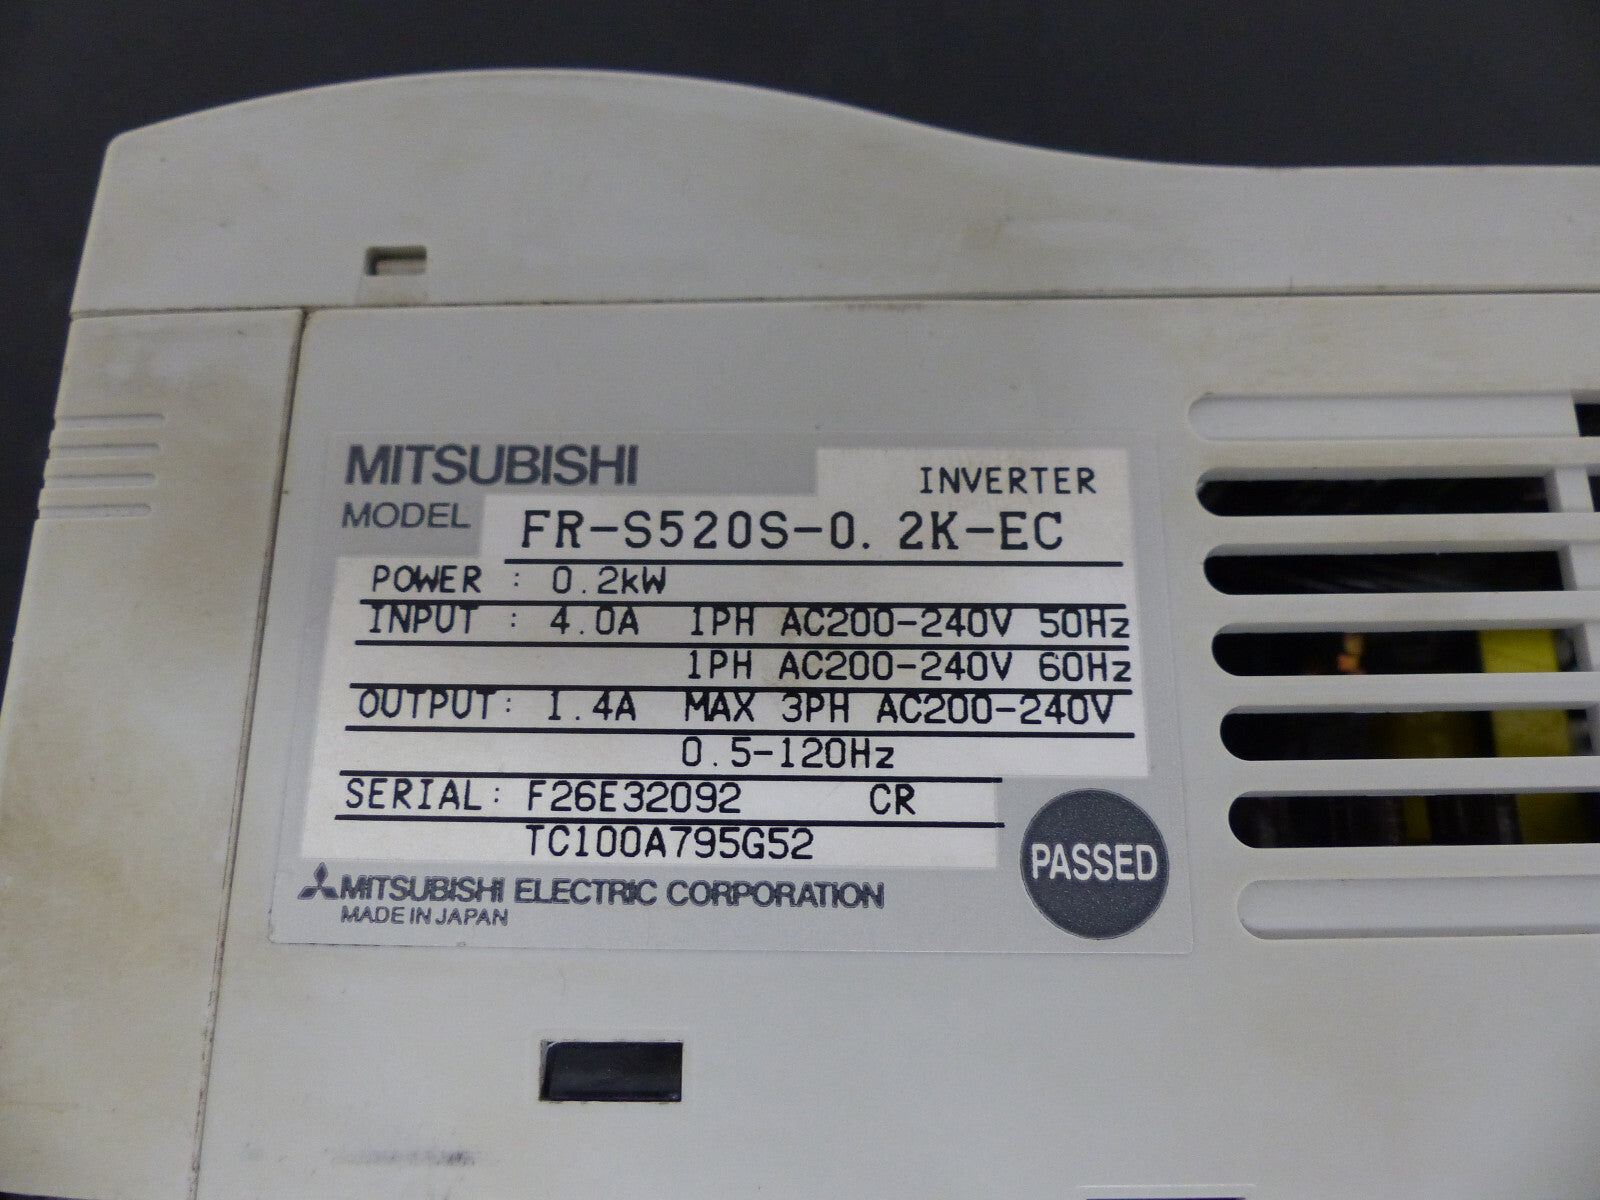 MITSUBISHI
INVERTER
MODEL FR-S520S-0.2K-EC
POWER : 0.2kW
INPUT : 4.0A 1PH AC200-240V 50Hz
1PH AC200-240V 60Hz
OUTPUT: 1.4A MAX 3PH AC200-240V
0.5-120Hz
SERIAL: F26E32092 CR
TC100A795G52
PASSED
MITSUBISHI ELECTRIC CORPORATION
MADE IN JAPAN